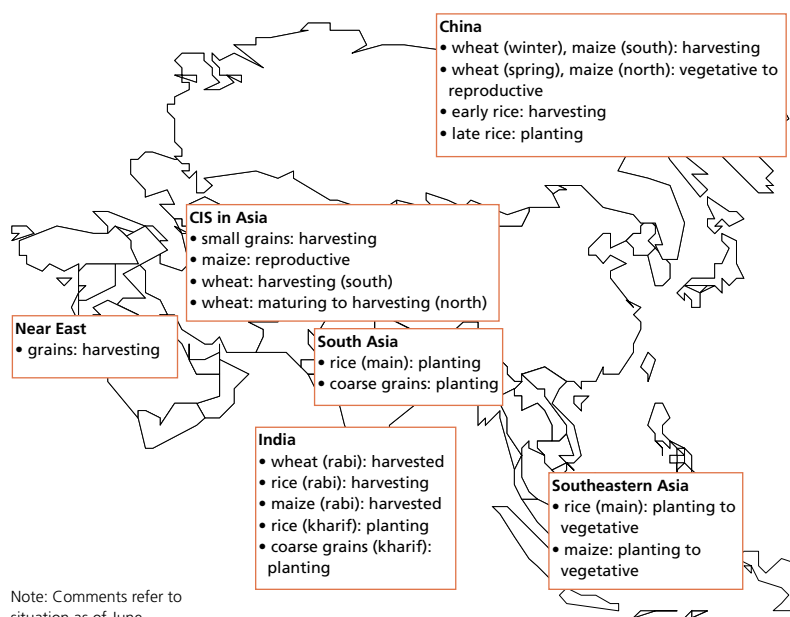 China
• wheat (winter), maize (south): harvesting
• wheat (spring), maize (north): vegetative to
reproductive
• early rice: harvesting
• late rice: planting
CIS in Asia
• small grains: harvesting
• maize: reproductive
• wheat: harvesting (south)
• wheat: maturing to harvesting (north)
Near East
• grains: harvesting
South Asia
• rice (main): planting
• coarse grains: planting
India
• wheat (rabi): harvested
• rice (rabi): harvesting
• maize (rabi): harvested
• rice (kharif): planting
• coarse grains (kharif):
planting
Southeastern Asia
• rice (main): planting to
vegetative
• maize: planting to
vegetative
Note: Comments refer to
situation as of June